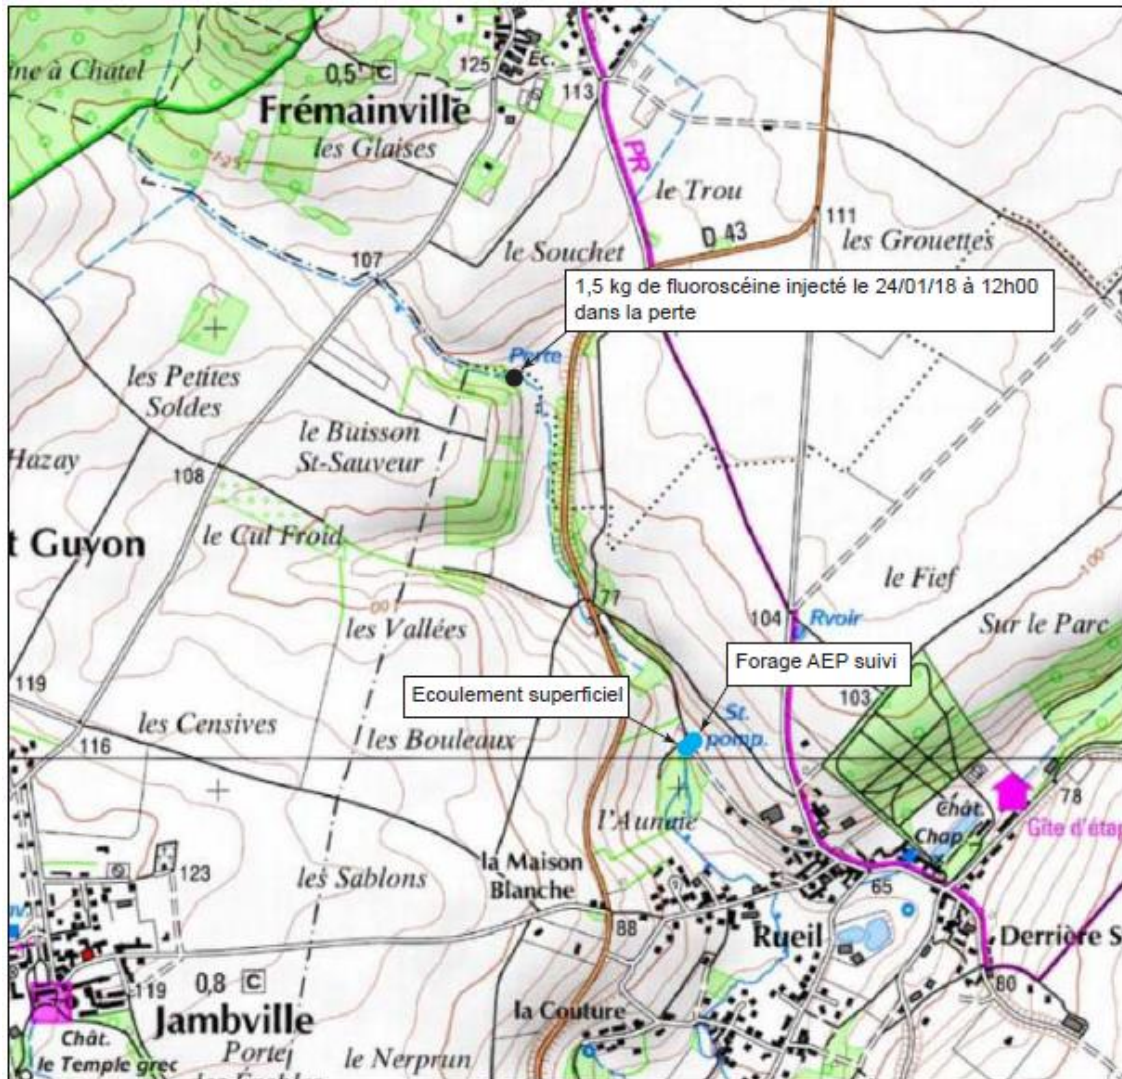 ne à Chatel
0,5 C
125
Ec.
113
Frémainville
les Glaises
125
PR
le Trou
D 43
111
les Grouettes
le Souchet
107
1,5 kg de fluoroscéine injecté le 24/01/18 à 12h00
dans la perte
Perte
les Petites
Soldes
le Buisson
St-Sauveur
Hazay
108
le Cul Froid
t Guyon
77
le Fief
100
les Vallées
104
Rvoir
Sur le Parc
Forage AEP suivi
Ecoulement superficiel
103
119
les Censives
116
les Bouleaux
St.
pomp.
l'Aunaie
Chât.
Chap
78
Gîte d'étap
la Maison
Blanche
123
les Sablons
65
88
Rueil
Derrière S
0,8 C
119
80
Jambville
la Couture
Chât.
le Temple grec
Porte
le Nerprun